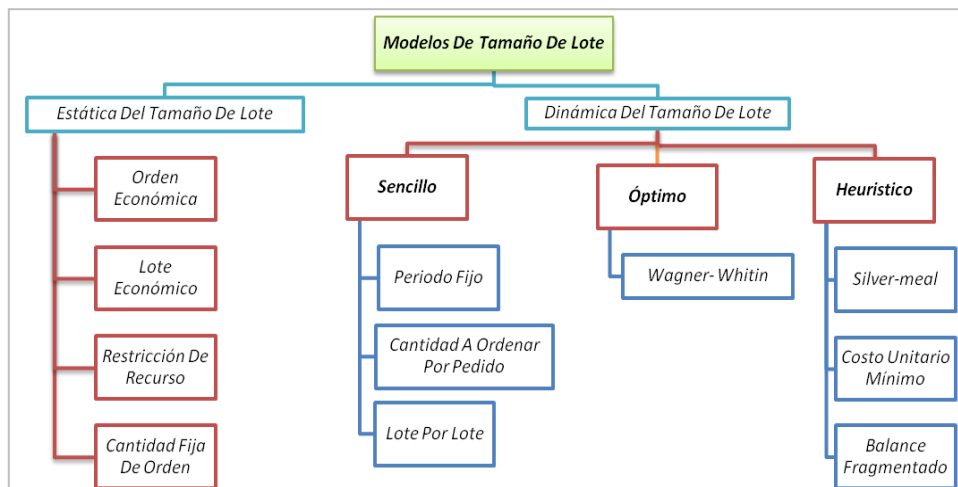 Modelos De Tamaño De Lote
Estática Del Tamaño De Lote
Dinámica Del Tamaño De Lote
Orden
Económica
Lote
Económico
Restricción De
Recurso
Cantidad Fija
De Orden
Sencillo
Periodo Fijo
Cantidad A Ordenar
Por Pedido
Lote Por Lote
Óptimo
Wagner- Whitin
Heuristico
Silver-meal
Costo Unitario
Mínimo
Balance
Fragmentado